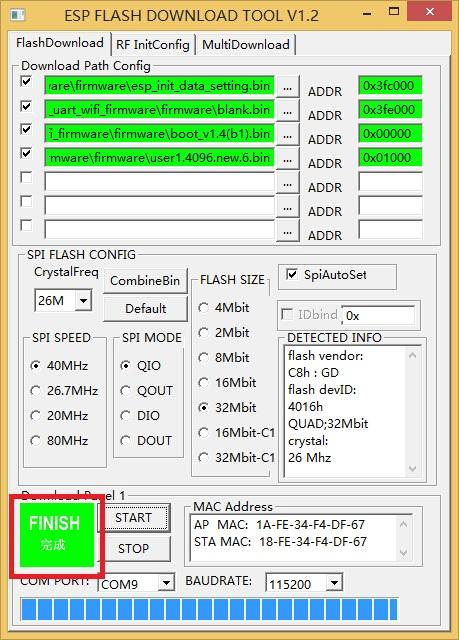 ESP FLASH DOWNLOAD TOOL V1.2
FlashDownload RF InitConfig MultiDownload
Download Path Config
are\firmware\esp_init_data_setting.bin ... ADDR 0x3fc000
_uart_wifi_firmware\firmware\blank.bin ... ADDR 0x3fe000
i_firmware\firmware\boot_v1.4(b1).bin ... ADDR 0x00000
mware\firmware\user1.4096.new.6.bin ... ADDR 0x01000
... ADDR
... ADDR
... ADDR
SPI FLASH CONFIG
CrystalFreq
26M
CombineBin
Default
SPI SPEED
40MHz
26.7MHz
20MHz
80MHz
SPI MODE
QIO
QOUT
DIO
DOUT
FLASH SIZE
4Mbit
2Mbit
8Mbit
16Mbit
32Mbit
16Mbit-C1
32Mbit-C1
SpiAutoSet
IDbind 0x
DETECTED INFO
flash vendor:
C8h : GD
flash devID:
4016h
QUAD;32Mbit
crystal:
26 Mhz
Download Panel 1
FINISH
完成
START
STOP
MAC Address
AP MAC: 1A-FE-34-F4-DF-67
STA MAC: 18-FE-34-F4-DF-67
COM PORT: COM9 BAUDRATE: 115200